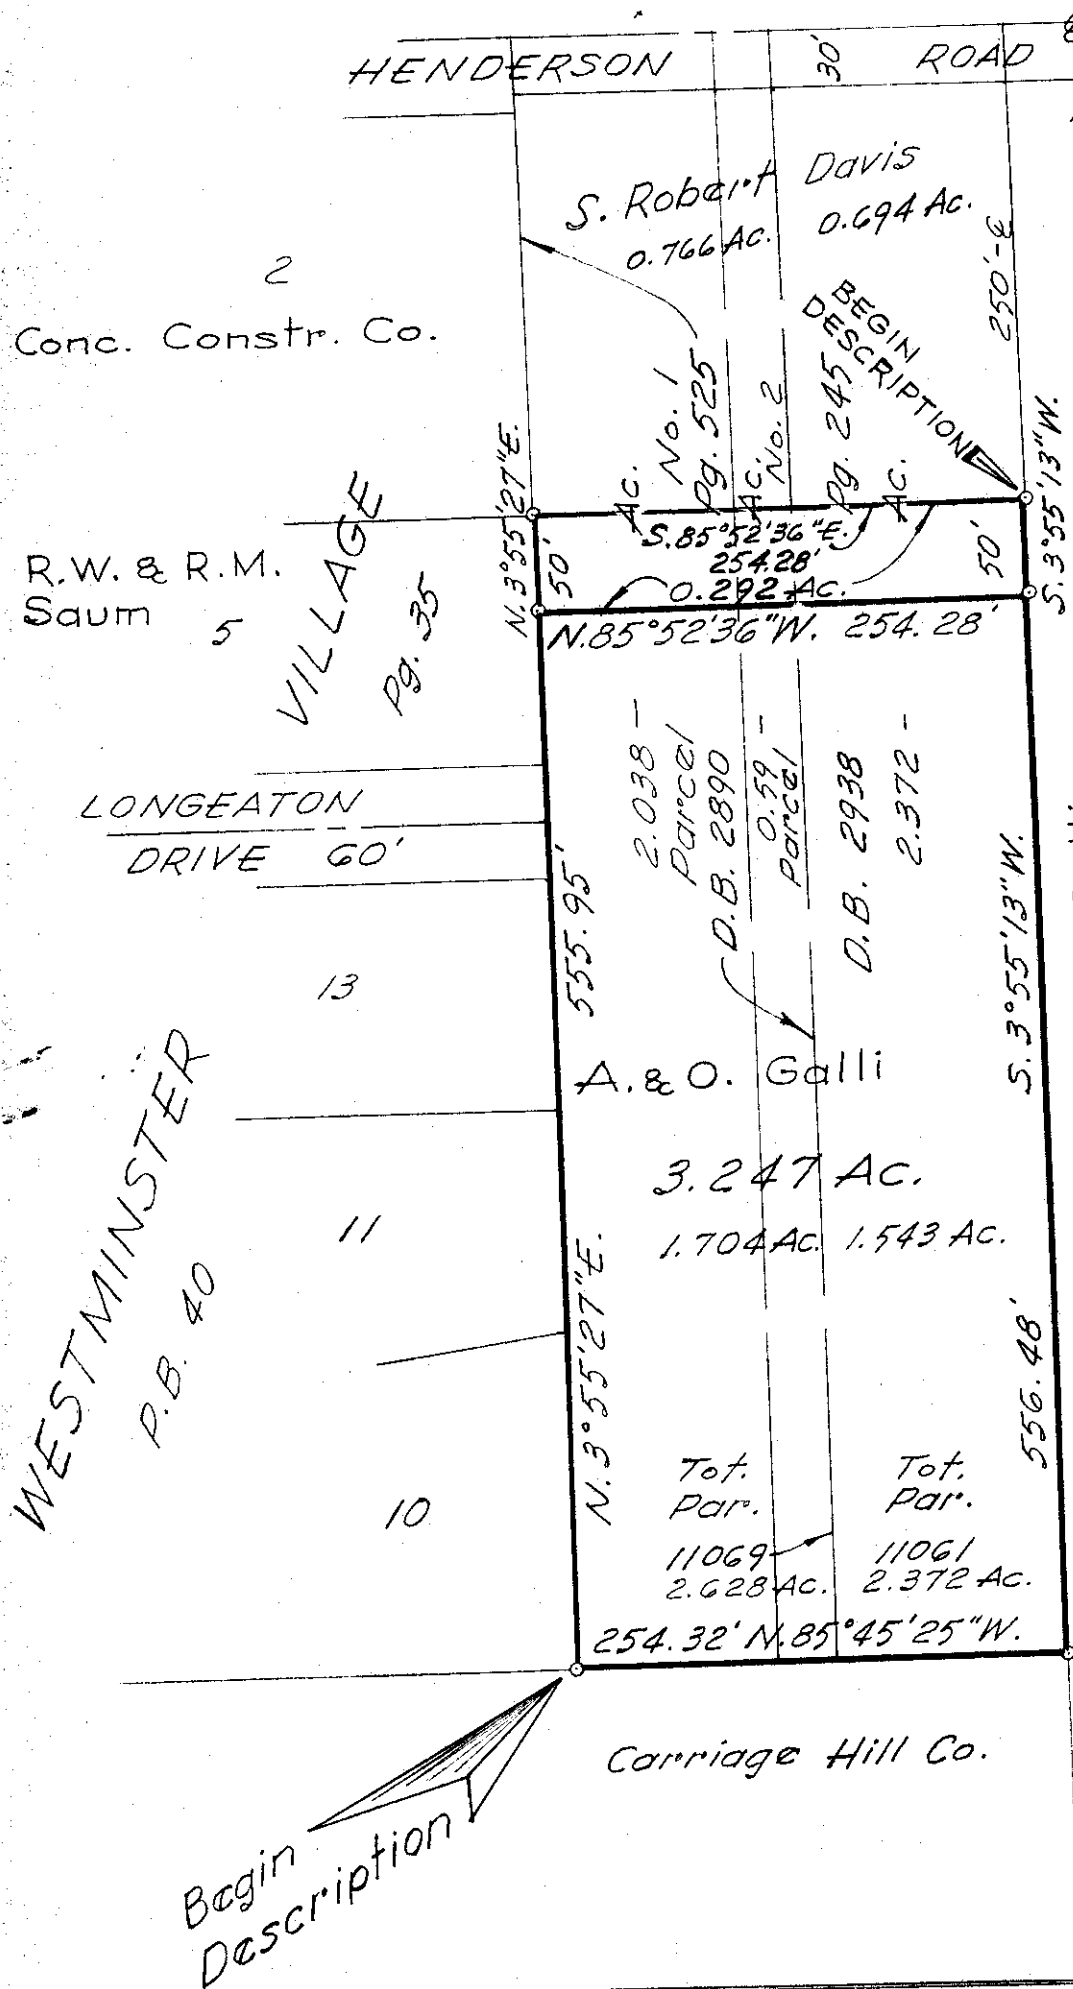 HENDERSON 30' ROAD
S. Robert Davis
0.766 Ac. 0.694 Ac.
250'-℄
2
Conc. Constr. Co.
BEGIN
DESCRIPTION
No. 1
Pg. 525
No. 2
Pg. 245
Ac.
Ac.
Ac.
N. 3°55'27"E.
50'
S. 85°52'36"E.
254.28'
0.292 Ac.
50'
S. 3°55'13"W.
N. 85°52'36"W. 254.28'
R.W. & R.M.
Saum
5
VILLAGE
Pg. 35
LONGEATON
DRIVE 60'
2.038 -
Parcel
D.B. 2890
0.59 -
Parcel
D.B. 2938
2.372 -
555.95'
S. 3°55'13"W.
13
A. & O. Galli
3.247 Ac.
1.704 Ac. 1.543 Ac.
WESTMINSTER
P.B. 40
11
N. 3°55'27"E.
556.48'
10
Tot.
Par.
11069
2.628 Ac.
Tot.
Par.
11061
2.372 Ac.
254.32' N. 85°45'25"W.
Carriage Hill Co.
Begin
Description